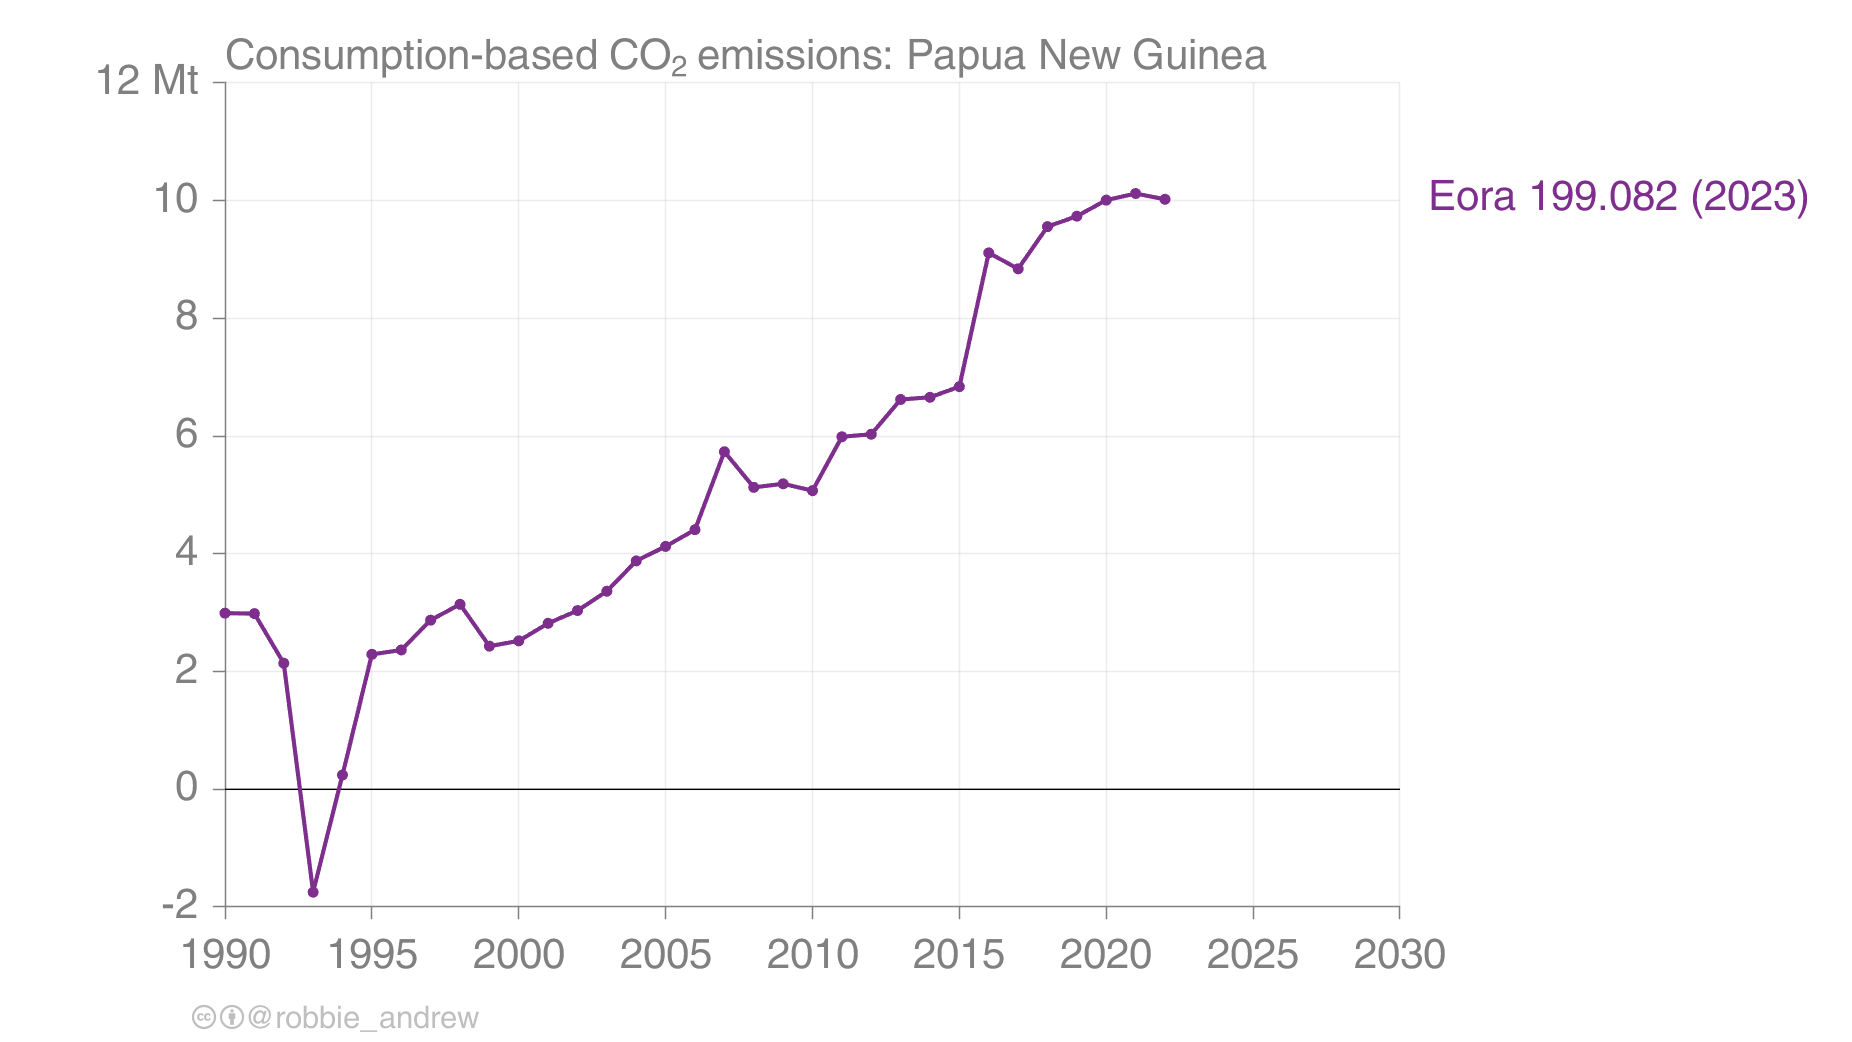 Consumption-based CO₂ emissions: Papua New Guinea
12 Mt
10
8
6
4
2
0
-2
1990 1995 2000 2005 2010 2015 2020 2025 2030
Eora 199.082 (2023)
@robbie_andrew